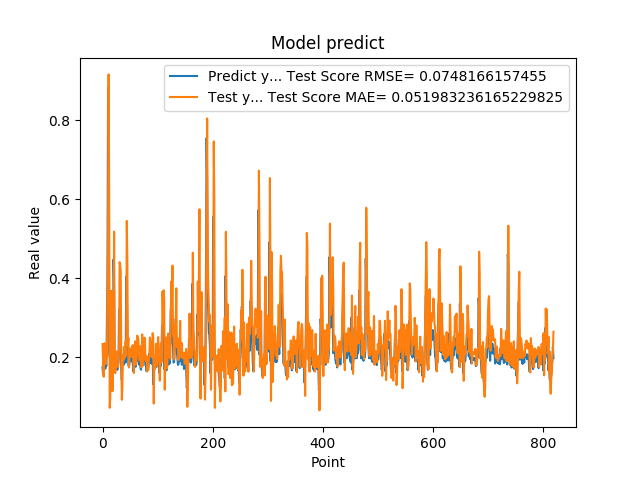 Model predict
Predict y... Test Score RMSE= 0.0748166157455
Test y... Test Score MAE= 0.051983236165229825
0.8
0.6
0.4
0.2
Real value
0 200 400 600 800
Point